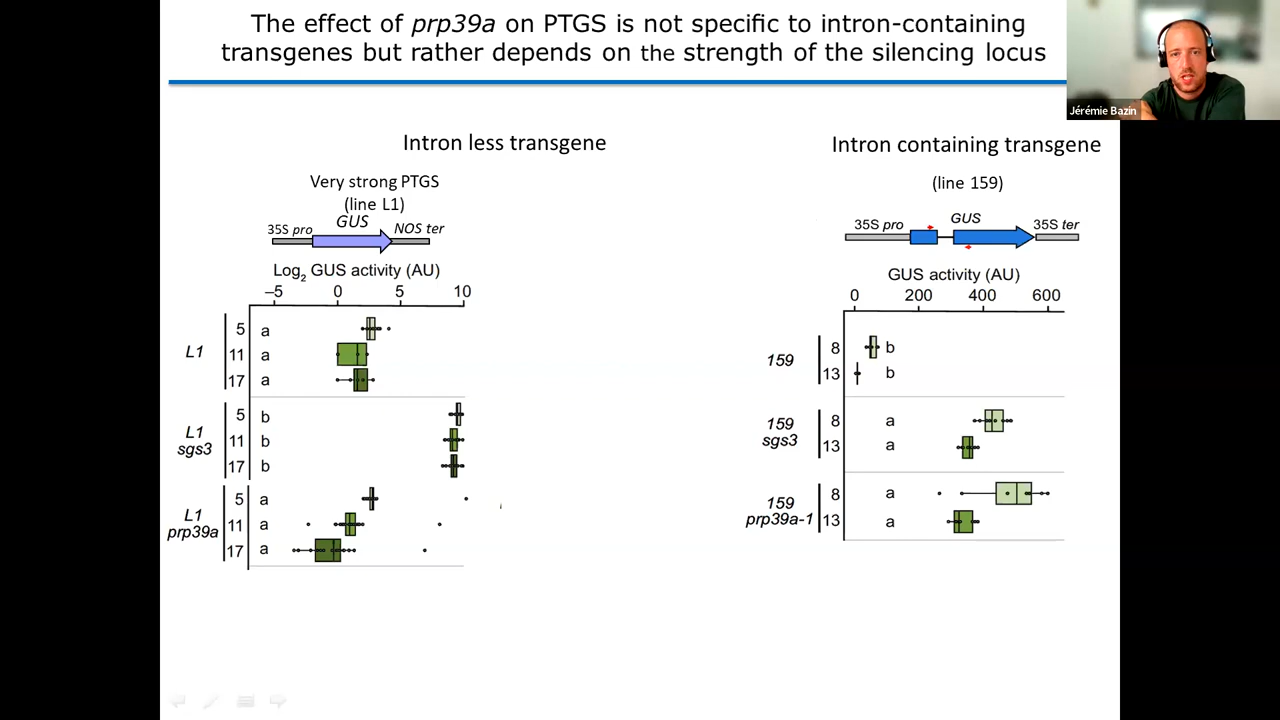 The effect of prp39a on PTGS is not specific to intron-containing
transgenes but rather depends on the strength of the silencing locus
Jérémie Bazin
Intron less transgene
Very strong PTGS
(line L1)
35S pro GUS NOS ter
Log2 GUS activity (AU)
–5 0 5 10
L1
5 a
11 a
17 a
L1
sgs3
5 b
11 b
17 b
L1
prp39a
5 a
11 a
17 a
Intron containing transgene
(line 159)
35S pro GUS 35S ter
GUS activity (AU)
0 200 400 600
159
8 b
13 b
159
sgs3
8 a
13 a
159
prp39a-1
8 a
13 a